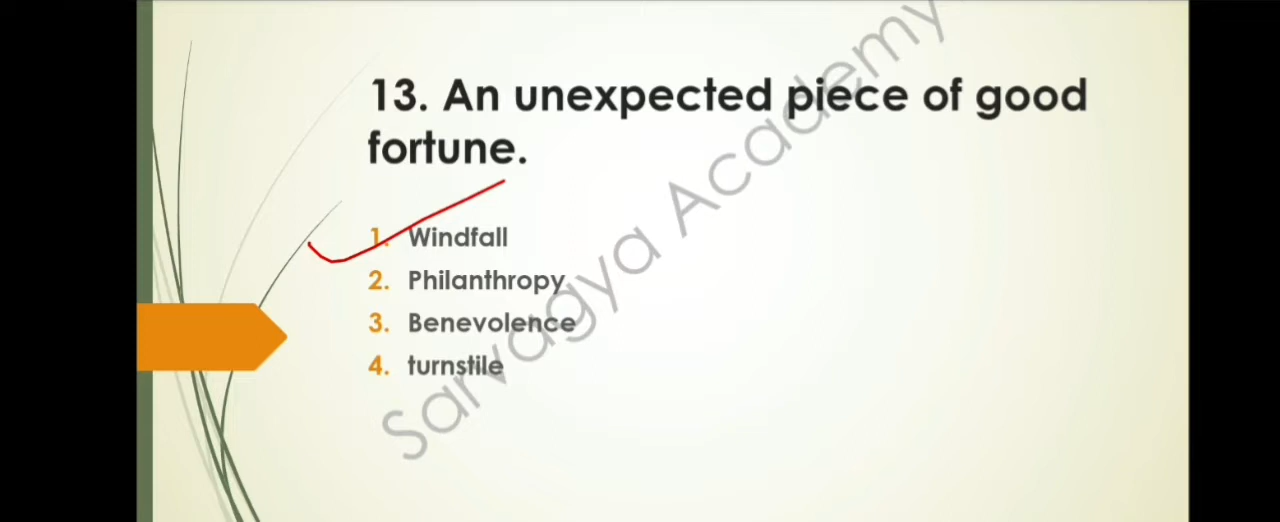 13. An unexpected piece of good
fortune.
1. Windfall
2. Philanthropy
3. Benevolence
4. turnstile
Sarvagya Academy